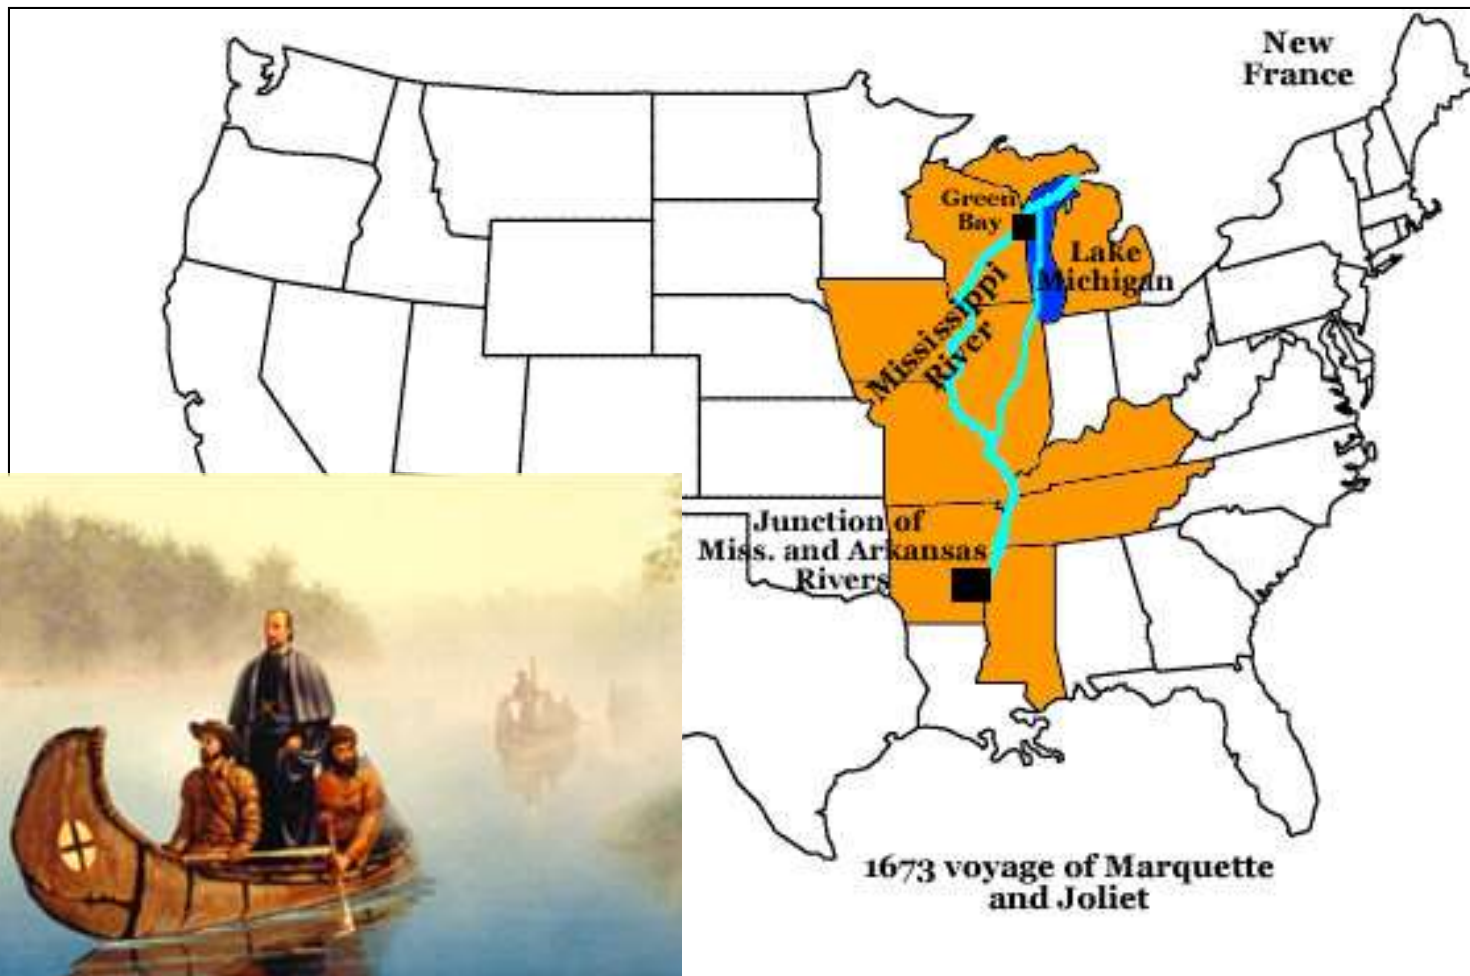 New
France
Green
Bay
Lake
Michigan
Mississippi
River
Junction of
Miss. and Arkansas
Rivers
1673 voyage of Marquette
and Joliet